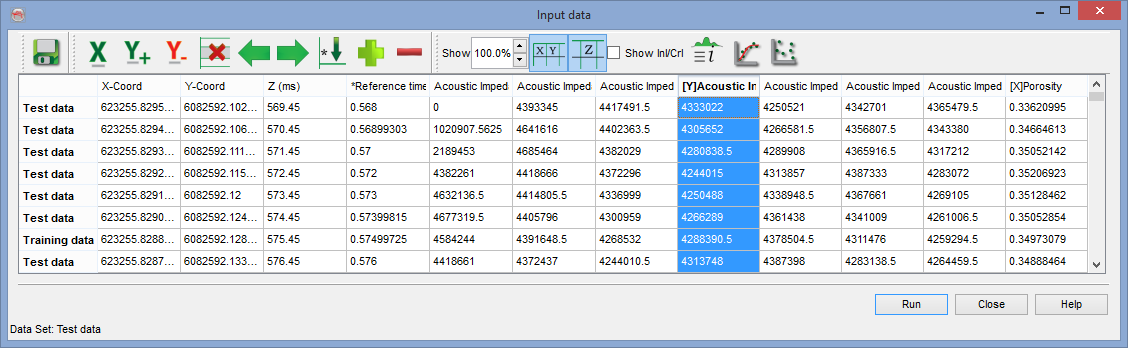 Input data
X Y+ Y- X * Show 100.0% X Y Z Show Inl/Crl i
X-Coord Y-Coord Z (ms) *Reference time Acoustic Imped Acoustic Imped Acoustic Imped [Y]Acoustic Im Acoustic Imped Acoustic Imped Acoustic Imped [X]Porosity
Test data 623255.8295... 6082592.102... 569.45 0.568 0 4393345 4417491.5 4333022 4250521 4342701 4365479.5 0.33620995
Test data 623255.8294... 6082592.106... 570.45 0.56899303 1020907.5625 4641616 4402363.5 4305652 4266581.5 4356807.5 4343380 0.34664613
Test data 623255.8293... 6082592.111... 571.45 0.57 2189453 4685464 4382029 4280838.5 4289908 4365916.5 4317212 0.35052142
Test data 623255.8292... 6082592.115... 572.45 0.572 4382261 4418666 4372296 4244015 4313857 4387333 4283072 0.35206923
Test data 623255.8291... 6082592.12 573.45 0.573 4632136.5 4414805.5 4336999 4250488 4338948.5 4367661 4269105 0.35128462
Test data 623255.8290... 6082592.124... 574.45 0.57399815 4677319.5 4405796 4300959 4266289 4361438 4341009 4261006.5 0.35052854
Training data 623255.8288... 6082592.128... 575.45 0.57499725 4584244 4391648.5 4268532 4288390.5 4378504.5 4311476 4259294.5 0.34973079
Test data 623255.8287... 6082592.133... 576.45 0.576 4418661 4372437 4244010.5 4313748 4387398 4283138.5 4264459.5 0.34888464
Run Close Help
Data Set: Test data